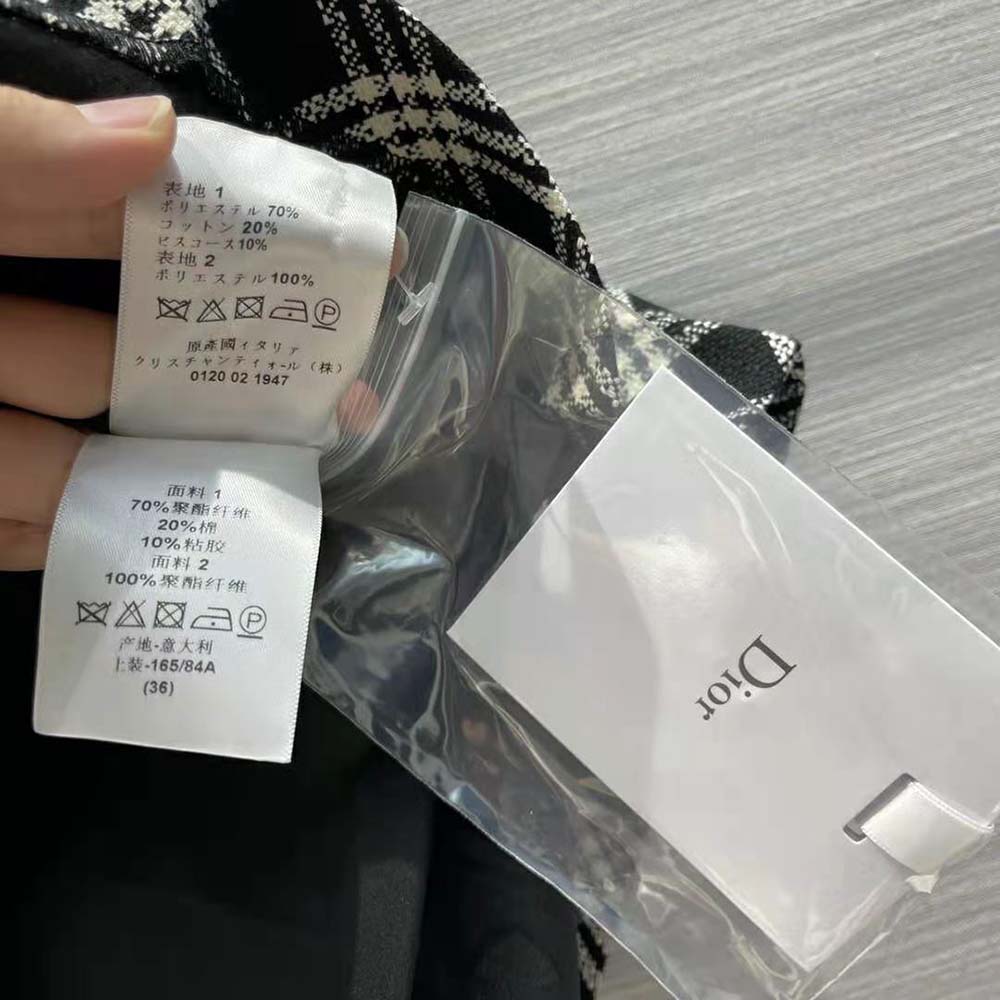 表地 1
ポリエステル 70%
コットン 20%
ビスコース10%
表地 2
ポリエステル100%
P
原產國イタリア
クリスチャンディオール（株）
0120 02 1947
面料 1
70%聚酯纤维
20%棉
10%粘胶
面料 2
100%聚酯纤维
P
产地-意大利
上装-165/84A
(36)
Dior